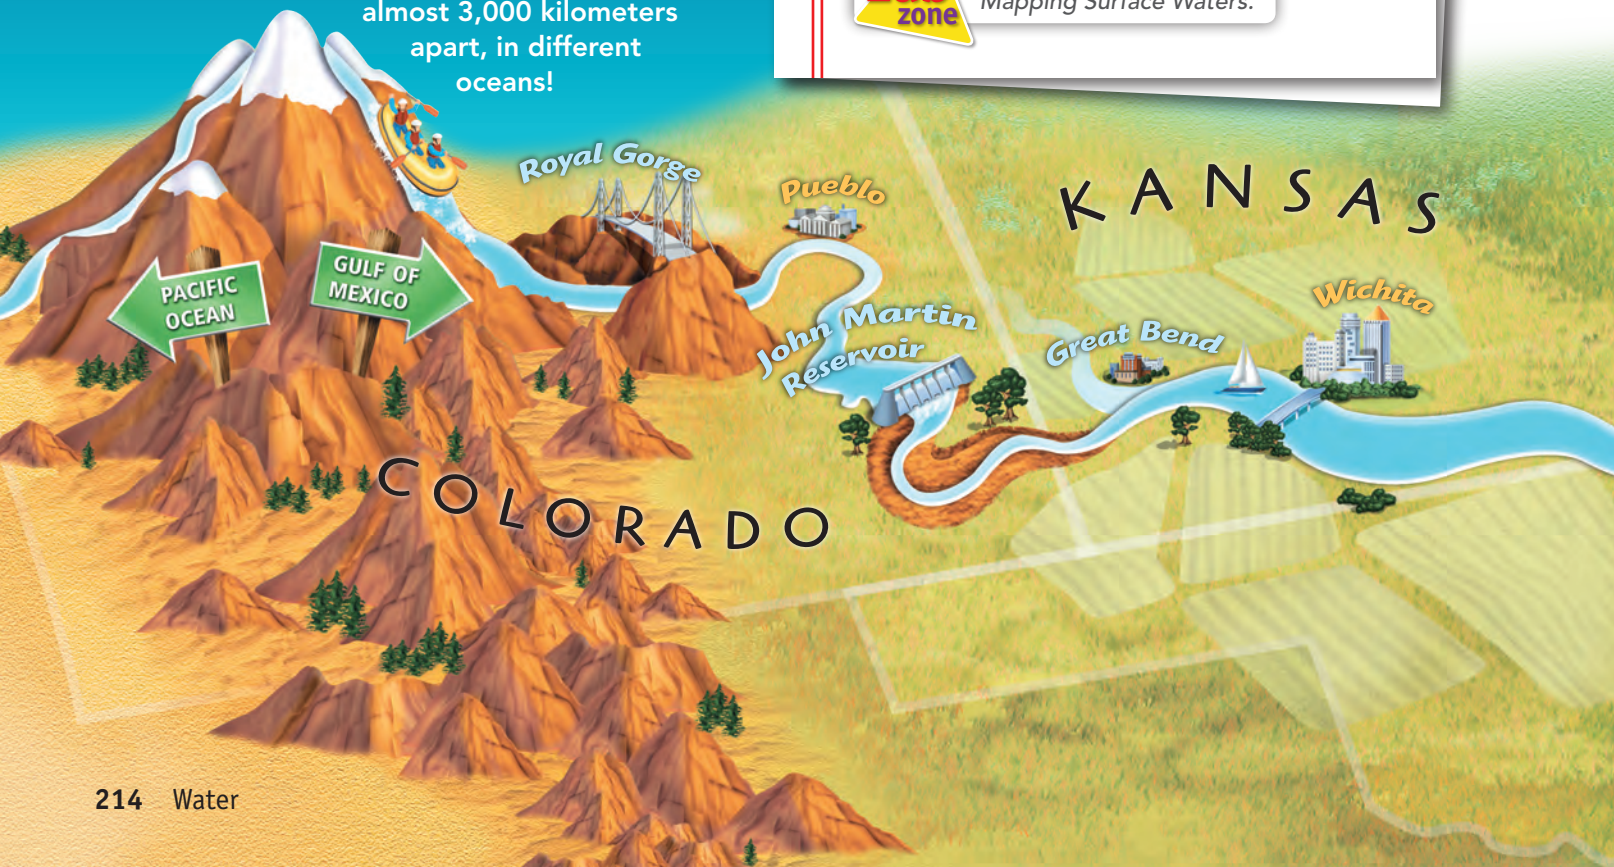 almost 3,000 kilometers
apart, in different
oceans!
zone
Mapping Surface Waters.
Royal Gorge
Pueblo
KANSAS
PACIFIC
OCEAN
GULF OF
MEXICO
John Martin
Reservoir
Great Bend
Wichita
COLORADO
214 Water